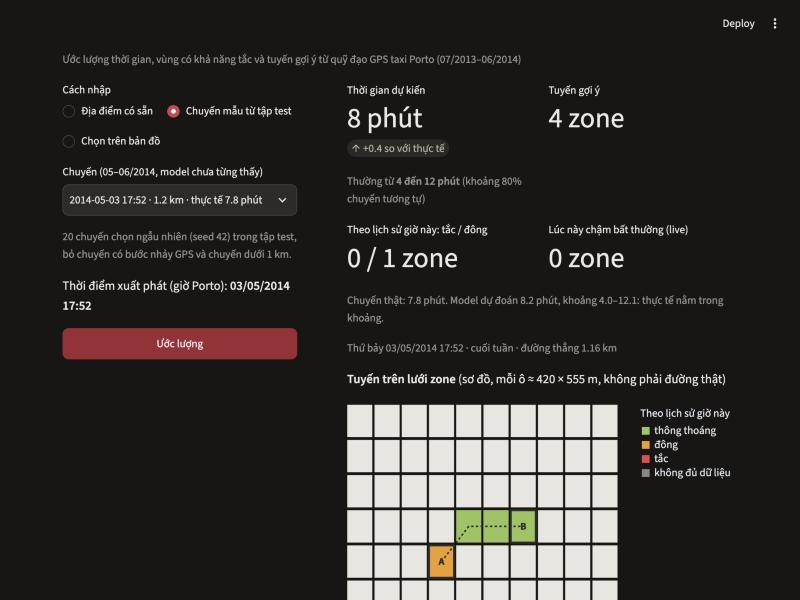 Deploy
Ước lượng thời gian, vùng có khả năng tắc và tuyến gợi ý từ quỹ đạo GPS taxi Porto (07/2013–06/2014)
Cách nhập
Địa điểm có sẵn
Chuyến mẫu từ tập test
Chọn trên bản đồ
Chuyến (05–06/2014, model chưa từng thấy)
2014-05-03 17:52 · 1.2 km · thực tế 7.8 phút
20 chuyến chọn ngẫu nhiên (seed 42) trong tập test,
bỏ chuyến có bước nhảy GPS và chuyến dưới 1 km.
Thời điểm xuất phát (giờ Porto): 03/05/2014
17:52
Ước lượng
Thời gian dự kiến
8 phút
↑ +0.4 so với thực tế
Thường từ 4 đến 12 phút (khoảng 80%
chuyến tương tự)
Tuyến gợi ý
4 zone
Theo lịch sử giờ này: tắc / đông
0 / 1 zone
Lúc này chậm bất thường (live)
0 zone
Chuyến thật: 7.8 phút. Model dự đoán 8.2 phút, khoảng 4.0–12.1: thực tế nằm trong
khoảng.
Thứ bảy 03/05/2014 17:52 · cuối tuần · đường thẳng 1.16 km
Tuyến trên lưới zone (sơ đồ, mỗi ô ≈ 420 × 555 m, không phải đường thật)
Theo lịch sử giờ này
thông thoáng
đông
tắc
không đủ dữ liệu
B
A